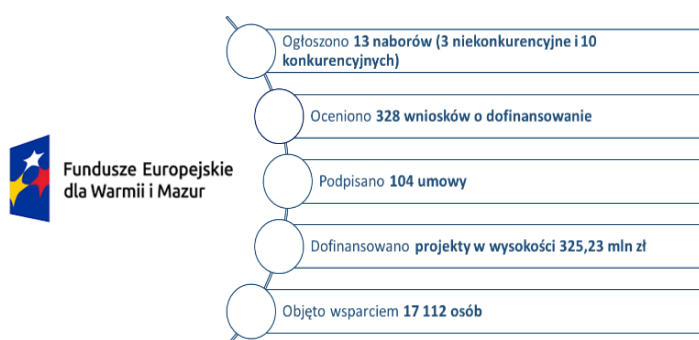 Ogłoszono 13 naborów (3 niekonkurencyjne i 10
konkurencyjnych)
Oceniono 328 wniosków o dofinansowanie
Fundusze Europejskie
dla Warmii i Mazur
Podpisano 104 umowy
Dofinansowano projekty w wysokości 325,23 mln zł
Objęto wsparciem 17 112 osób